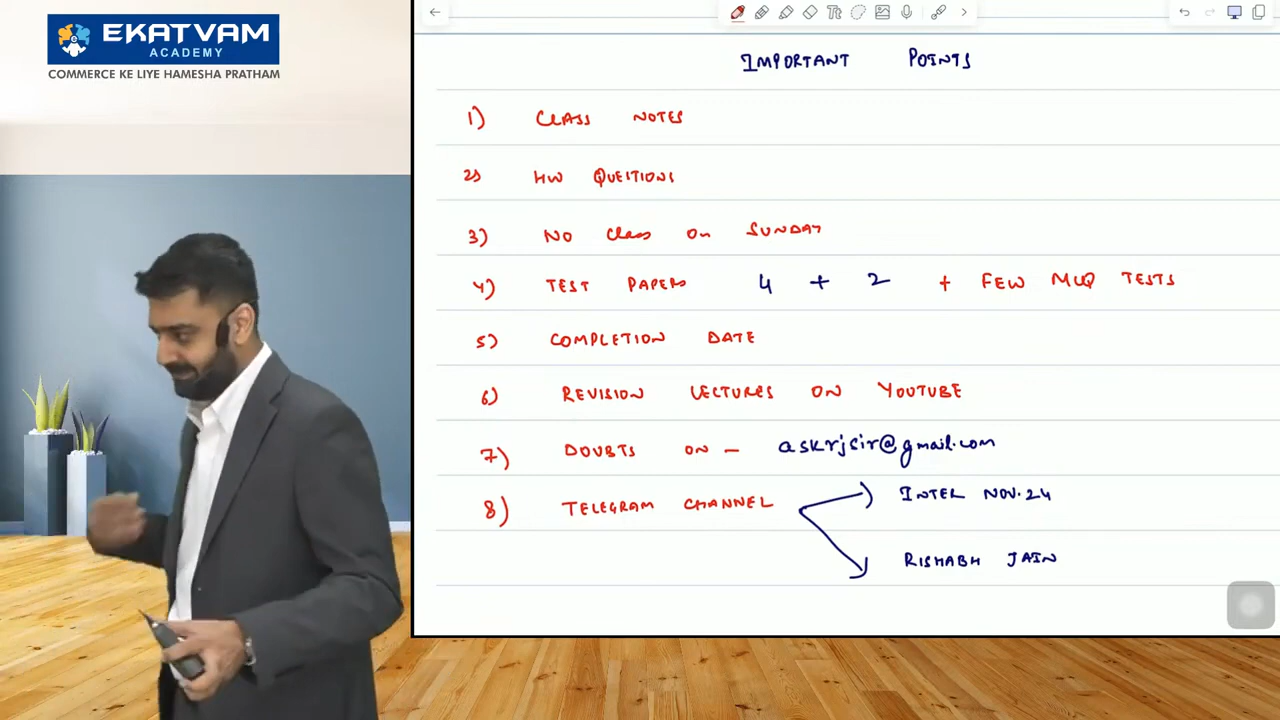 EKATVAM
ACADEMY
COMMERCE KE LIYE HAMESHA PRATHAM
IMPORTANT POINTS
1) CLASS NOTES
2) HW QUESTIONS
3) NO Class On SUNDAY
4) TEST PAPERS 4 + 2 + FEW MCQ TESTS
5) COMPLETION DATE
6) REVISION LECTURES ON YOUTUBE
7) DOUBTS ON - askrjsir@gmail.com
8) TELEGRAM CHANNEL → INTER NOV. 24
→ RISHABH JAIN